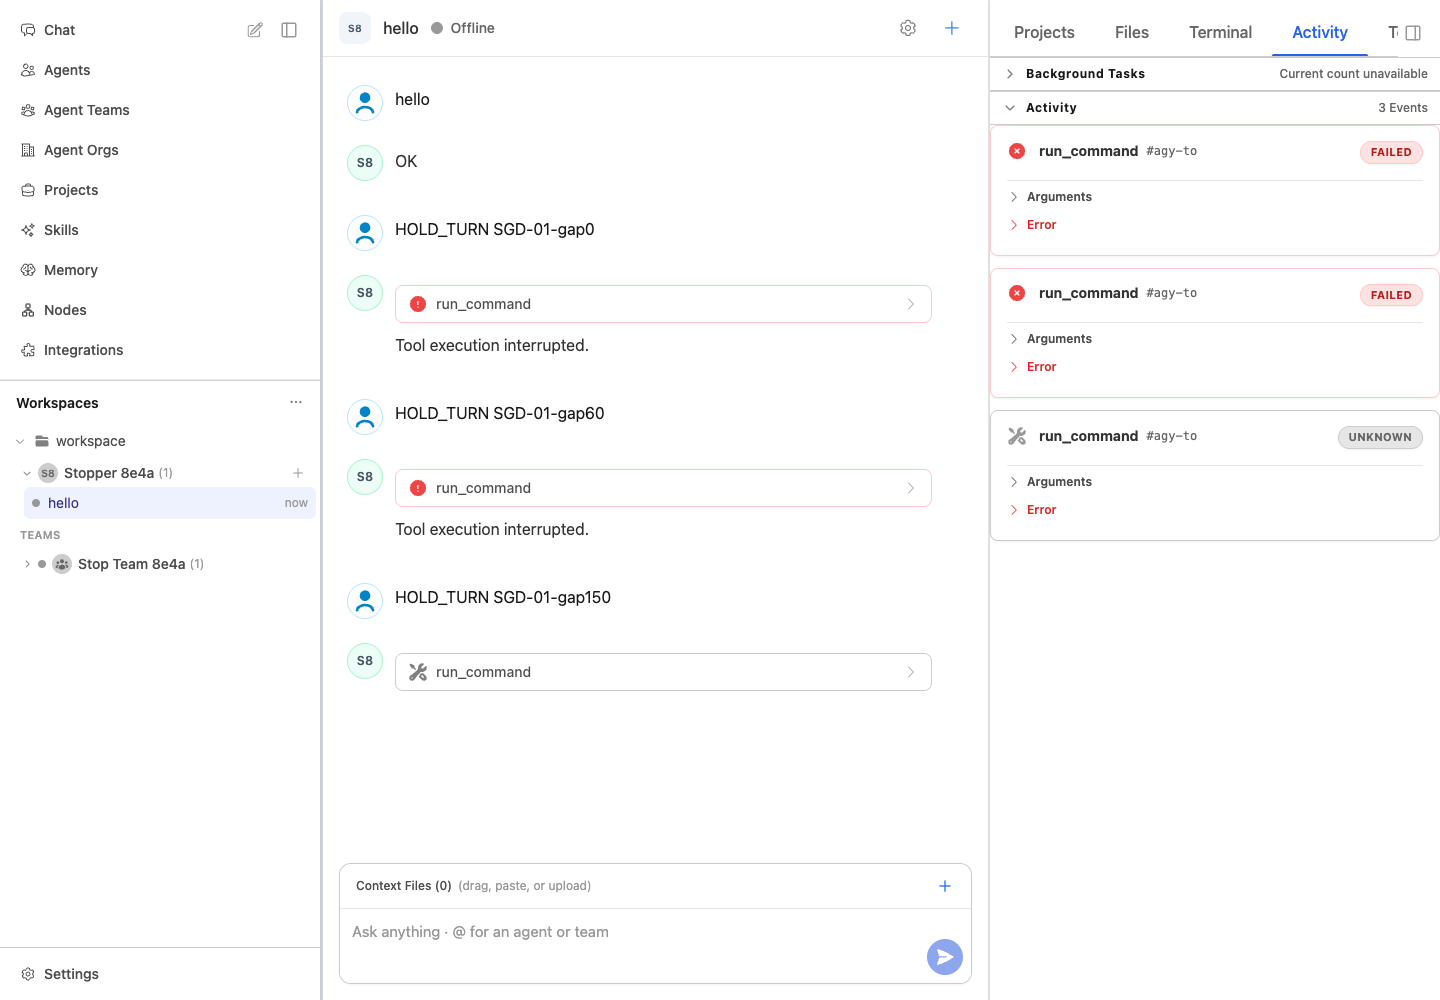 Chat
Agents
Agent Teams
Agent Orgs
Projects
Skills
Memory
Nodes
Integrations
Workspaces
workspace
S8 Stopper 8e4a (1)
hello now
TEAMS
Stop Team 8e4a (1)
Settings
S8 hello Offline
hello
S8 OK
HOLD_TURN SGD-01-gap0
S8 run_command
Tool execution interrupted.
HOLD_TURN SGD-01-gap60
S8 run_command
Tool execution interrupted.
HOLD_TURN SGD-01-gap150
S8 run_command
Context Files (0) (drag, paste, or upload)
Ask anything · @ for an agent or team
Projects Files Terminal Activity
Background Tasks Current count unavailable
Activity 3 Events
run_command #agy-to FAILED
Arguments
Error
run_command #agy-to FAILED
Arguments
Error
run_command #agy-to UNKNOWN
Arguments
Error